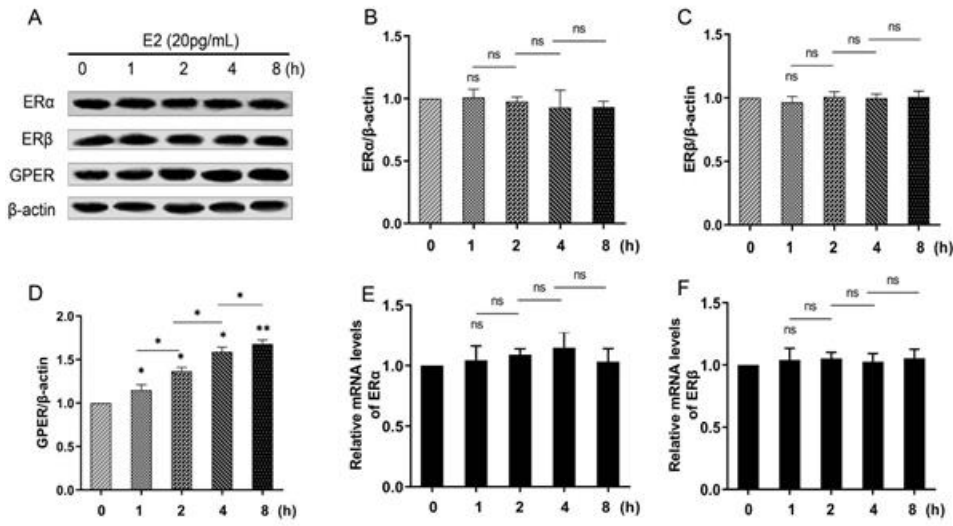 A
E2 (20pg/mL)
0 1 2 4 8 (h)
ERα
ERβ
GPER
β-actin
B
ERα/β-actin
1.5
1.0
0.5
0.0
ns
ns
ns
ns
0 1 2 4 8 (h)
C
ERβ/β-actin
1.5
1.0
0.5
0.0
ns
ns
ns
ns
0 1 2 4 8 (h)
D
GPER/β-actin
2.0
1.5
1.0
0.5
0.0
*
*
*
*
*
*
**
0 1 2 4 8 (h)
E
Relative mRNA levels
of ERα
1.5
1.0
0.5
0.0
ns
ns
ns
ns
0 1 2 4 8 (h)
F
Relative mRNA levels
of ERβ
1.5
1.0
0.5
0.0
ns
ns
ns
ns
0 1 2 4 8 (h)